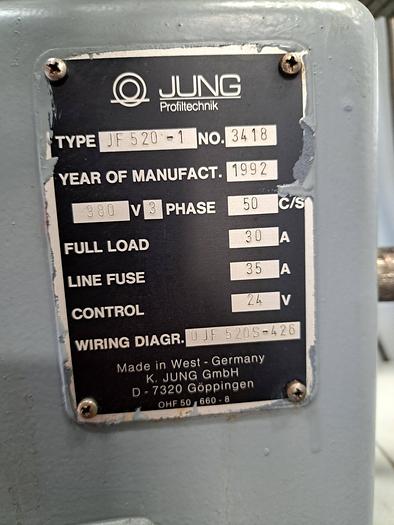 JUNG
Profiltechnik
TYPE JF 520 -1 NO. 3418
YEAR OF MANUFACT. 1992
380 V 3 PHASE 50 C/S
FULL LOAD 30 A
LINE FUSE 35 A
CONTROL 24 V
WIRING DIAGR. 0JF 520S-426
Made in West - Germany
K. JUNG GmbH
D - 7320 Göppingen
OHF 50 660 - 8